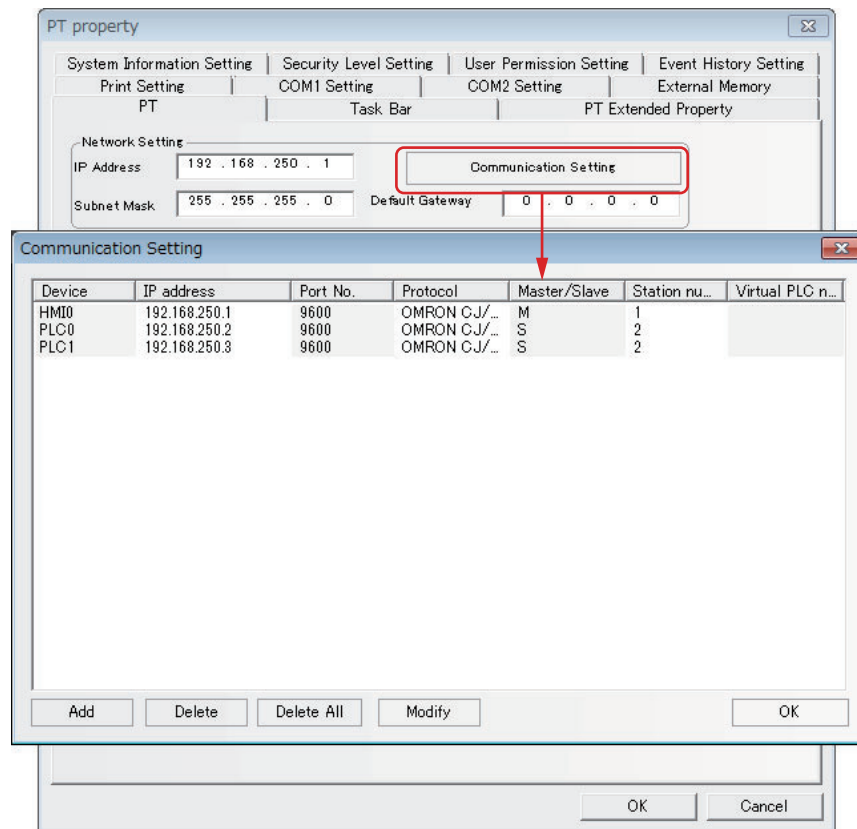 PT property
System Information Setting Security Level Setting User Permission Setting Event History Setting
Print Setting COM1 Setting COM2 Setting External Memory
PT Task Bar PT Extended Property
Network Setting
IP Address 192 . 168 . 250 . 1 Communication Setting
Subnet Mask 255 . 255 . 255 . 0 Default Gateway 0 . 0 . 0 . 0
Communication Setting
Device IP address Port No. Protocol Master/Slave Station nu... Virtual PLC n...
HMI0 192.168.250.1 9600 OMRON CJ/... M 1
PLC0 192.168.250.2 9600 OMRON CJ/... S 2
PLC1 192.168.250.3 9600 OMRON CJ/... S 2
Add Delete Delete All Modify OK
OK Cancel